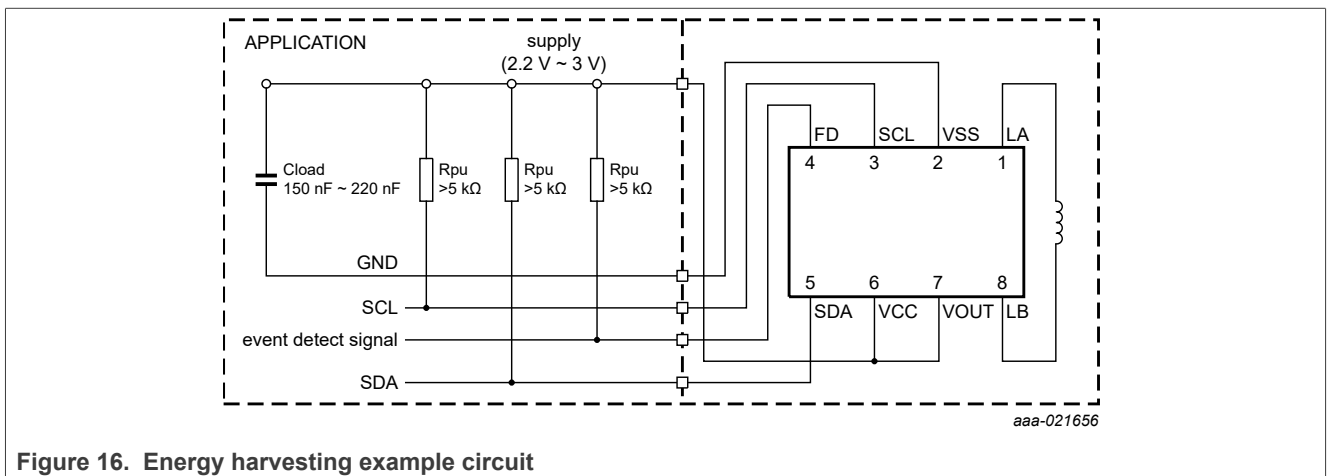 APPLICATION
supply
(2.2 V ~ 3 V)
FD
SCL
VSS
LA
4
3
2
1
Cload
150 nF ~ 220 nF
Rpu
>5 kΩ
Rpu
>5 kΩ
Rpu
>5 kΩ
GND
SCL
event detect signal
SDA
5
6
7
8
SDA
VCC
VOUT
LB
aaa-021656
Figure 16. Energy harvesting example circuit